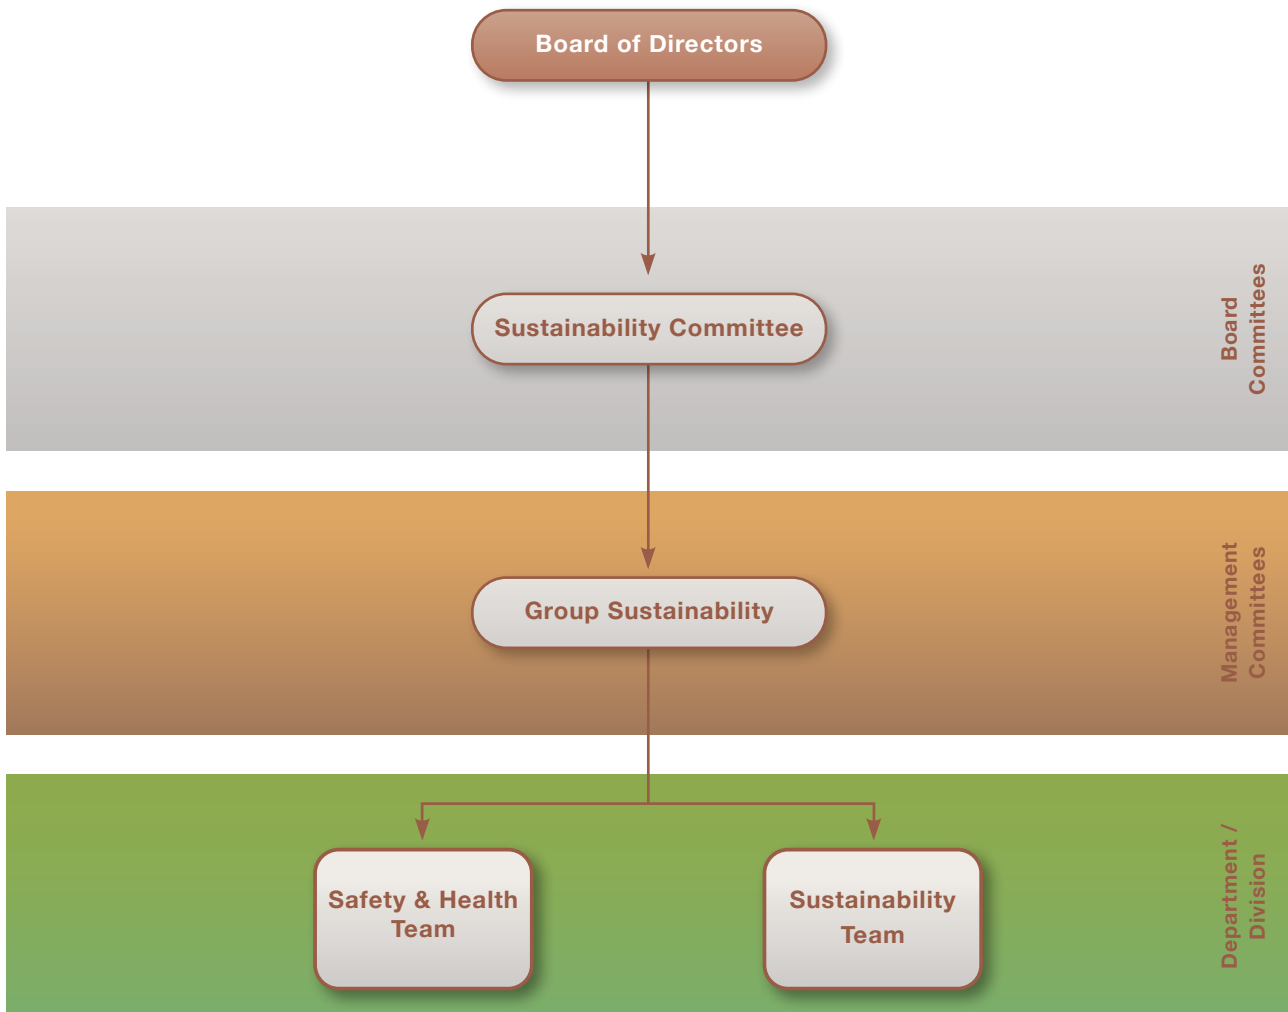 Board of Directors
Sustainability Committee
Board
Committees
Group Sustainability
Management
Committees
Safety & Health
Team
Sustainability
Team
Department /
Division